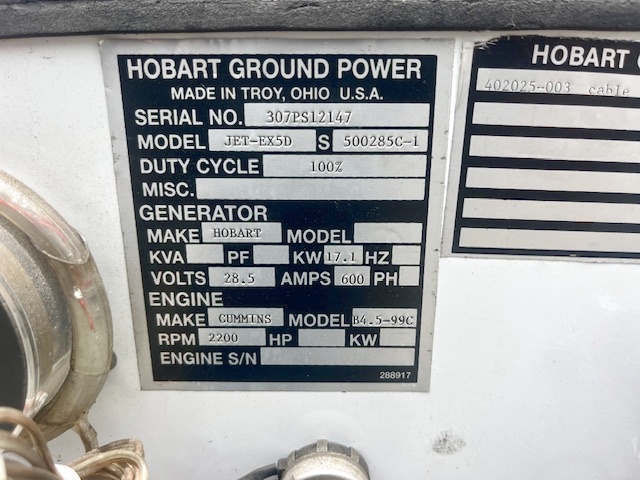 HOBART GROUND POWER
MADE IN TROY, OHIO U.S.A.
SERIAL NO. 307PS12147
MODEL JET-EX5D S 500285C-1
DUTY CYCLE 100%
MISC.
GENERATOR
MAKE HOBART MODEL
KVA PF KW 17.1 HZ
VOLTS 28.5 AMPS 600 PH
ENGINE
MAKE CUMMINS MODEL B4.5-99C
RPM 2200 HP KW
ENGINE S/N
288917
HOBART
402025-003 cable